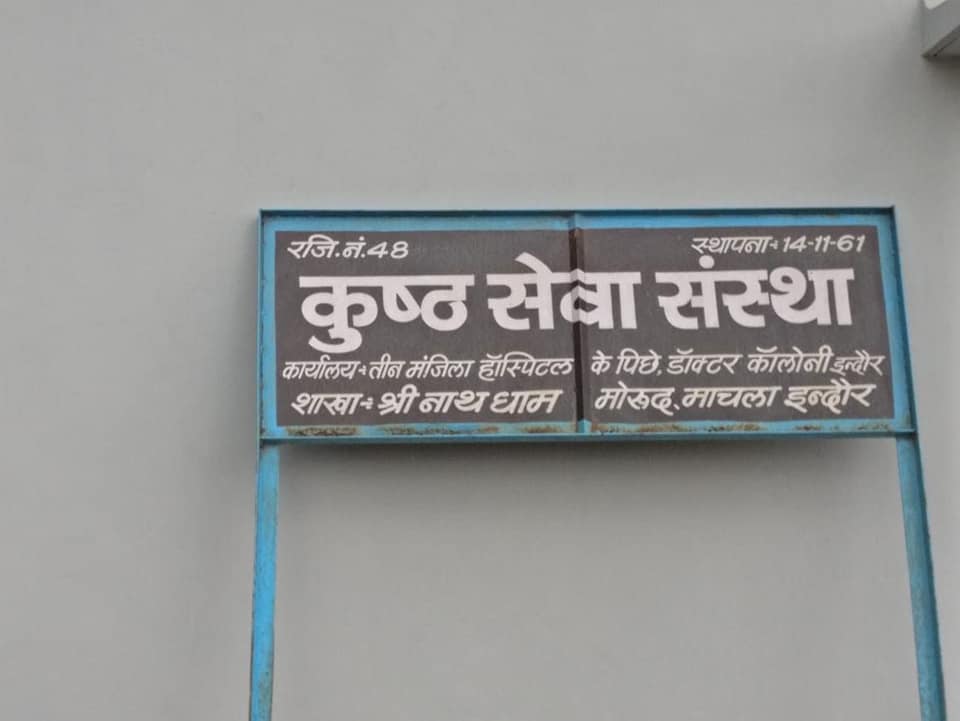 रजि.नं.48 स्थापना:-14-11-61
कुष्ठ सेवा संस्था
कार्यालय:-तीन मंजिला हॉस्पिटल के पिछे, डॉक्टर कॉलोनी इन्दौर
शाखा:-श्री नाथ धाम मोरूद, माचला इन्दौर